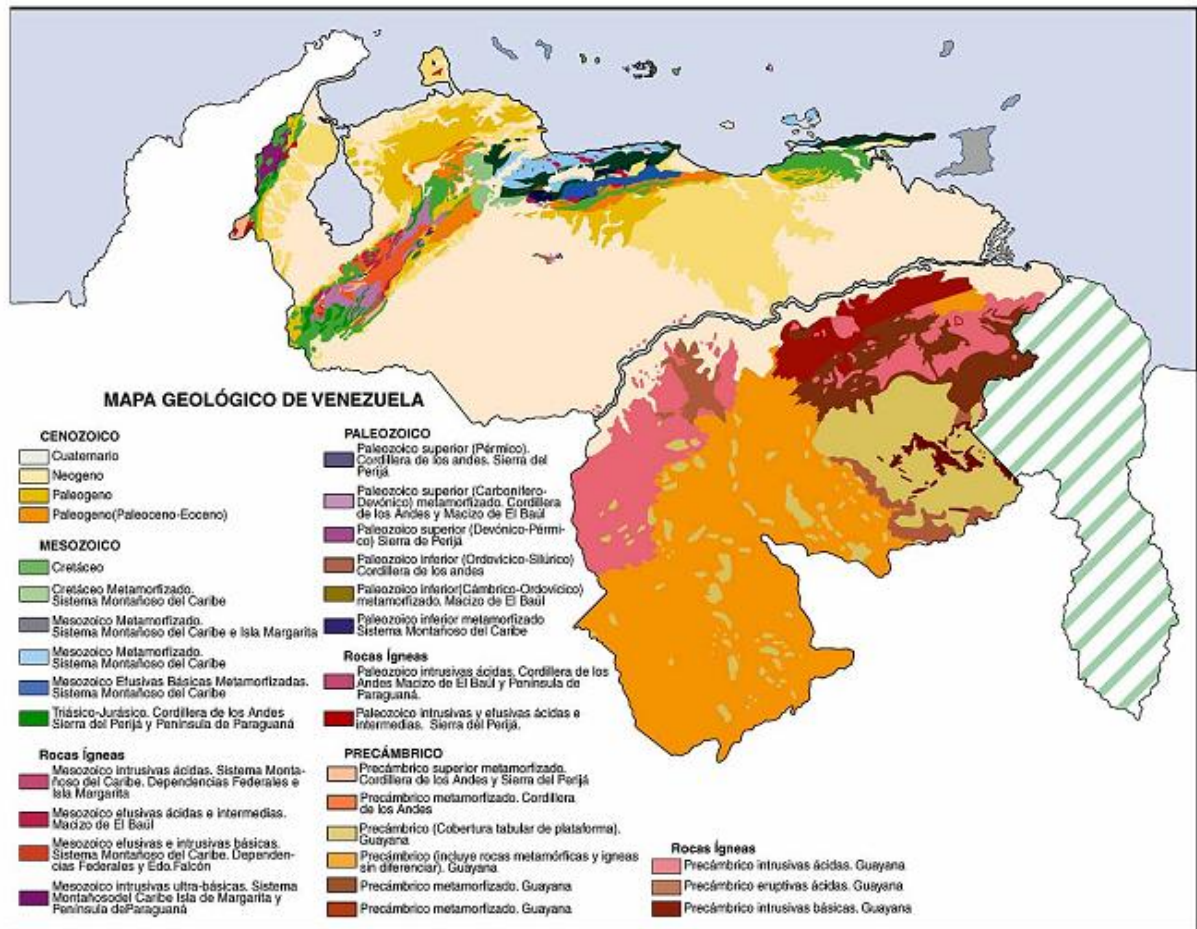 MAPA GEOLÓGICO DE VENEZUELA
CENOZOICO
Cuaternario
Neogeno
Paleogeno
Paleogeno(Paleoceno-Eoceno)
MESOZOICO
Cretáceo
Cretáceo Metamorfizado.
Sistema Montañoso del Caribe
Mesozoico Metamorfizado.
Sistema Montañoso del Caribe e Isla Margarita
Mesozoico Metamorfizado.
Sistema Montañoso del Caribe
Mesozoico Efusivas Básicas Metamorfizadas.
Sistema Montañoso del Caribe
Triásico-Jurásico. Cordillera de los Andes
Sierra del Perijá y Península de Paraguaná
Rocas Ígneas
Mesozoico intrusivas ácidas. Sistema Monta-
ñoso del Caribe. Dependencias Federales e
Isla Margarita
Mesozoico efusivas ácidas e intermedias.
Macizo de El Baúl
Mesozoico efusivas e intrusivas básicas.
Sistema Montañoso del Caribe. Dependen-
cias Federales y Edo.Falcón
Mesozoico intrusivas ultra-básicas. Sistema
Montañosodel Caribe Isla de Margarita y
Península deParaguaná
PALEOZOICO
Paleozoico superior (Pérmico).
Cordillera de los andes. Sierra del
Perijá
Paleozoico superior (Carbonífero-
Devónico) metamorfizado. Cordillera
de los Andes y Macizo de El Baúl
Paleozoico superior (Devónico-Pérmi-
co) Sierra de Perijá
Paleozoico inferior (Ordovícico-Silúrico)
Cordillera de los andes
Paleozoico inferior(Cámbrico-Ordovícico)
metamorfizado. Macizo de El Baúl
Paleozoico inferior metamorfizado
Sistema Montañoso del Caribe
Rocas Ígneas
Paleozoico intrusivas ácidas. Cordillera de los
Andes Macizo de El Baúl y Península de
Paraguaná.
Paleozoico intrusivas y efusivas ácidas e
intermedias. Sierra del Perijá.
PRECÁMBRICO
Precámbrico superior metamorfizado.
Cordillera de los Andes y Sierra del Perijá
Precámbrico metamorfizado. Cordillera
de los Andes
Precámbrico (Cobertura tabular de plataforma).
Guayana
Precámbrico (incluye rocas metamórficas y igneas
sin diferenciar). Guayana
Precámbrico metamorfizado. Guayana
Precámbrico metamorfizado. Guayana
Rocas Ígneas
Precámbrico intrusivas ácidas. Guayana
Precámbrico eruptivas ácidas. Guayana
Precámbrico intrusivas básicas. Guayana